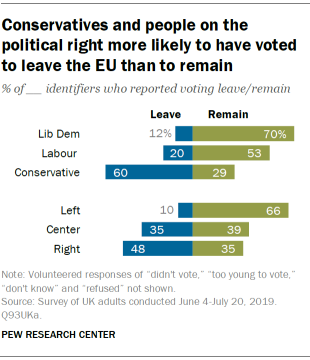 Conservatives and people on the
political right more likely to have voted
to leave the EU than to remain
% of __ identifiers who reported voting leave/remain
Leave Remain
Lib Dem 12% 70%
Labour 20 53
Conservative 60 29
Left 10 66
Center 35 39
Right 48 35
Note: Volunteered responses of "didn't vote," "too young to vote,"
"don't know" and "refused" not shown.
Source: Survey of UK adults conducted June 4-July 20, 2019.
Q93UKa.
PEW RESEARCH CENTER